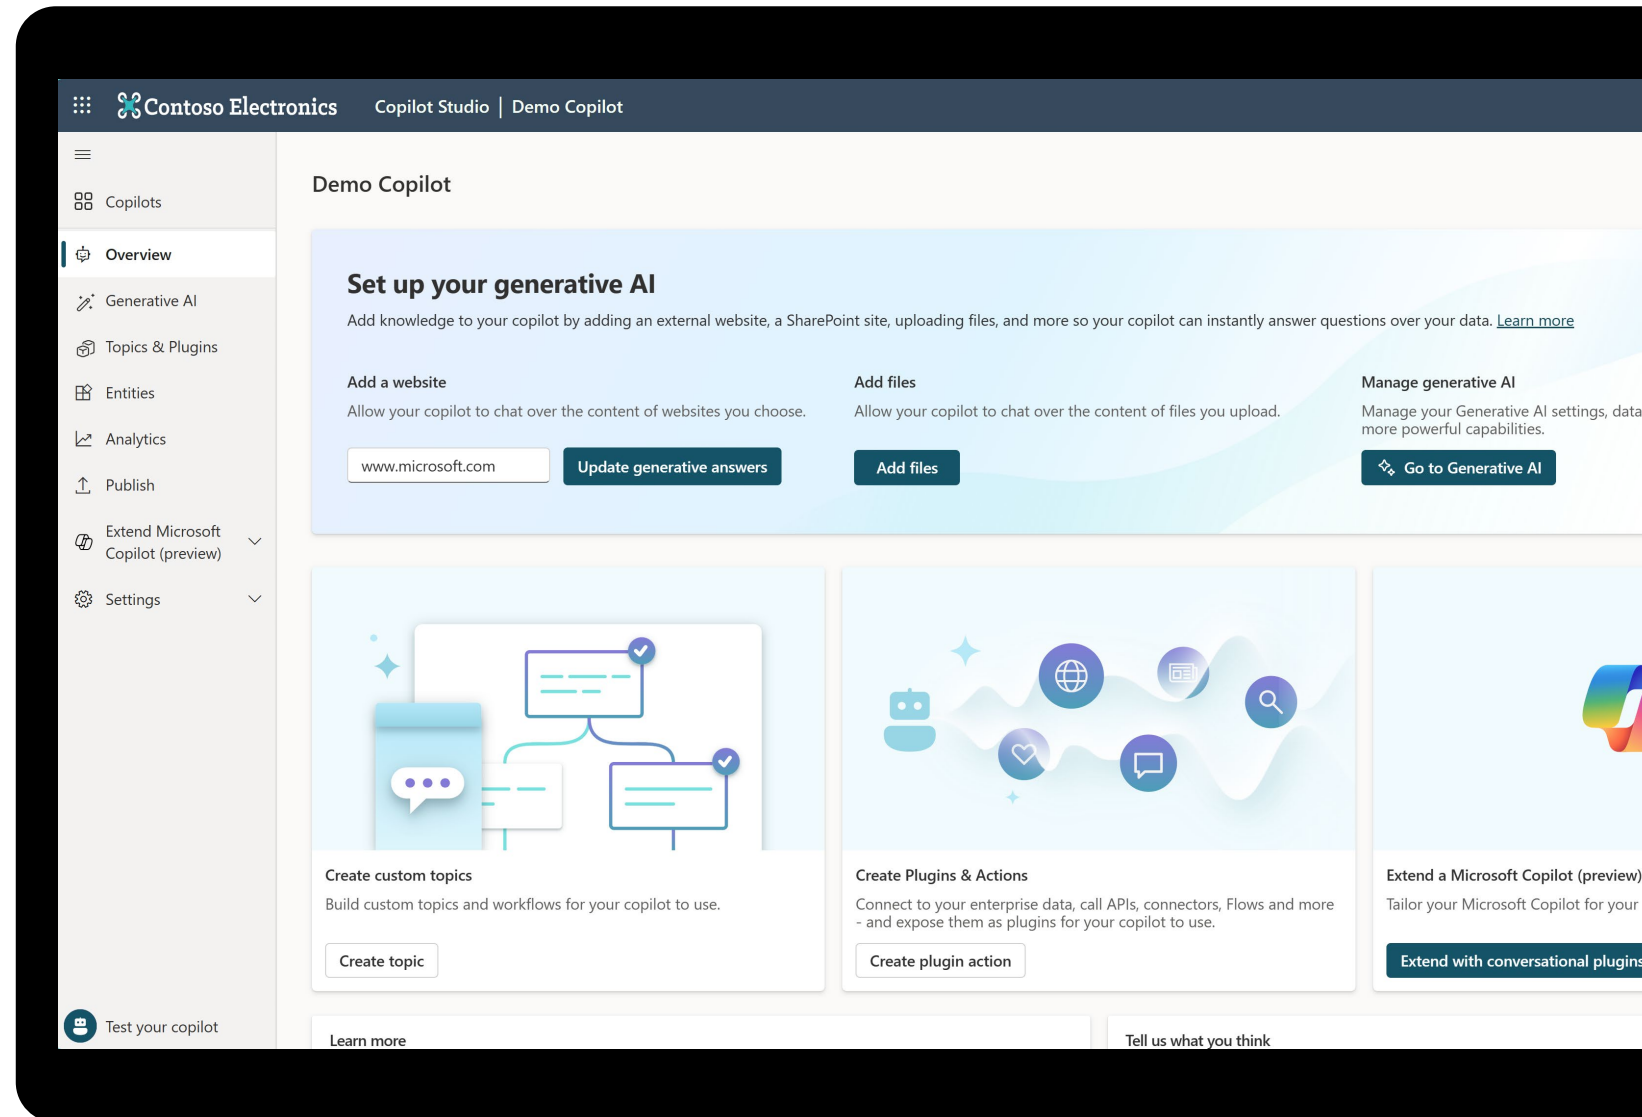 Contoso Electronics
Copilot Studio | Demo Copilot
Copilots
Overview
Generative AI
Topics & Plugins
Entities
Analytics
Publish
Extend Microsoft
Copilot (preview)
Settings
Test your copilot
Demo Copilot
Set up your generative AI
Add knowledge to your copilot by adding an external website, a SharePoint site, uploading files, and more so your copilot can instantly answer questions over your data. Learn more
Add a website
Allow your copilot to chat over the content of websites you choose.
www.microsoft.com
Update generative answers
Add files
Allow your copilot to chat over the content of files you upload.
Add files
Manage generative AI
Manage your Generative AI settings, data
more powerful capabilities.
Go to Generative AI
Create custom topics
Build custom topics and workflows for your copilot to use.
Create topic
Create Plugins & Actions
Connect to your enterprise data, call APIs, connectors, Flows and more
- and expose them as plugins for your copilot to use.
Create plugin action
Extend a Microsoft Copilot (preview)
Tailor your Microsoft Copilot for your
Extend with conversational plugins
Learn more
Tell us what you think